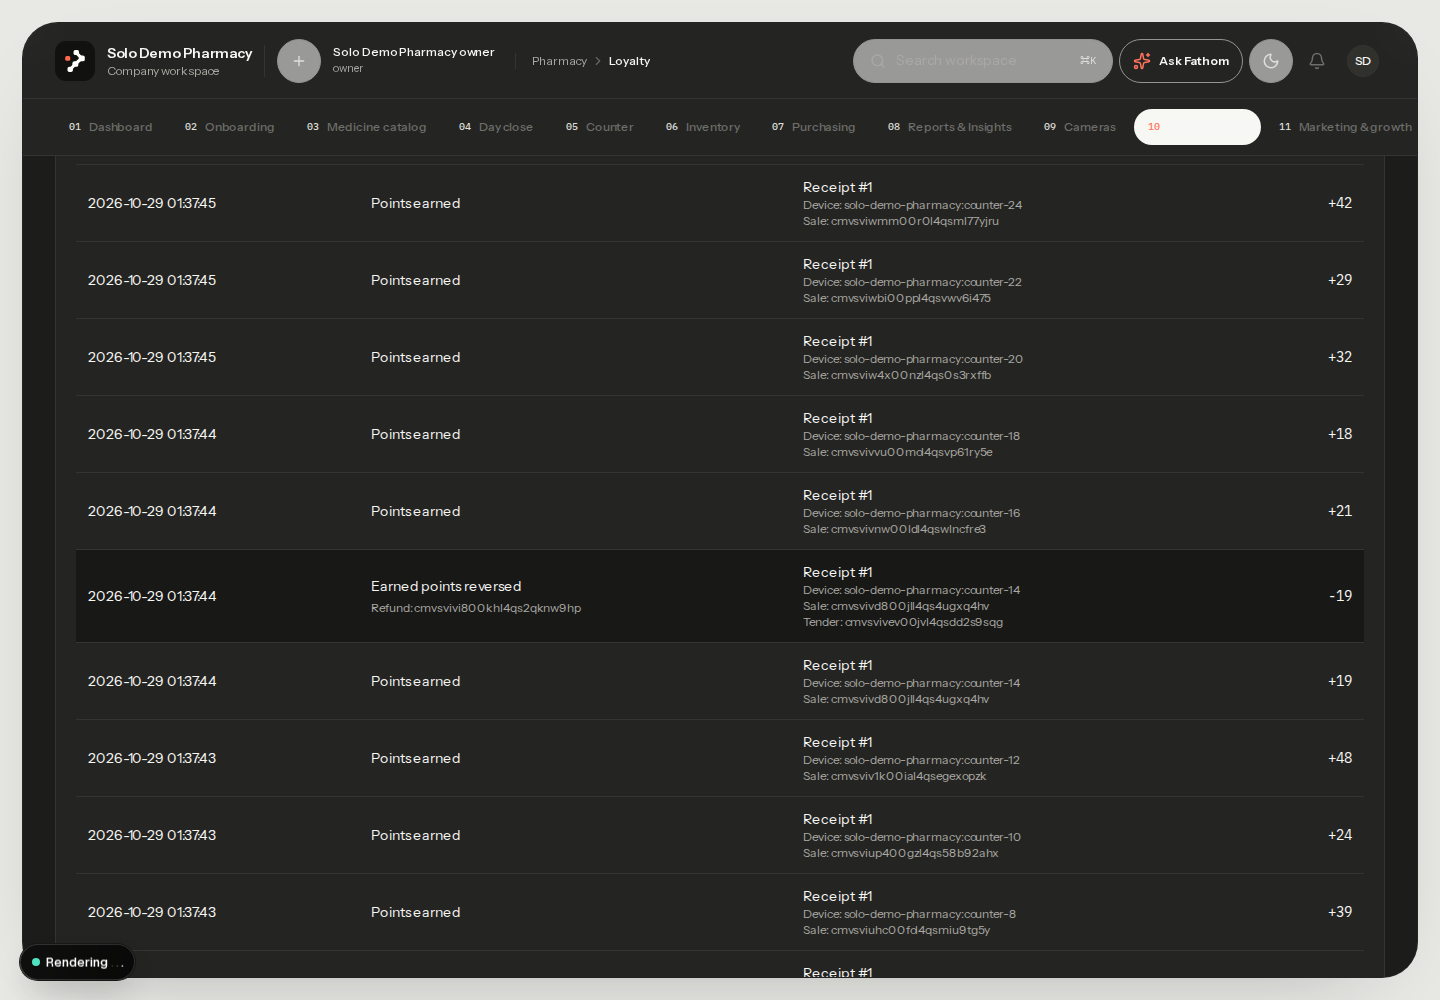 Solo Demo Pharmacy
Company workspace
Solo Demo Pharmacy owner
owner
Pharmacy > Loyalty
Search workspace ⌘K
Ask Fathom
SD
01 Dashboard 02 Onboarding 03 Medicine catalog 04 Day close 05 Counter 06 Inventory 07 Purchasing 08 Reports & Insights 09 Cameras 10 11 Marketing & growth
Receipt #1
2026-10-29 01:37:45 Points earned +42
Device: solo-demo-pharmacy:counter-24
Sale: cmvsviwmm00r0l4qsml77yjru
Receipt #1
2026-10-29 01:37:45 Points earned +29
Device: solo-demo-pharmacy:counter-22
Sale: cmvsviwbi00ppl4qsvwv6i475
Receipt #1
2026-10-29 01:37:45 Points earned +32
Device: solo-demo-pharmacy:counter-20
Sale: cmvsviw4x00nzl4qs0s3rxffb
Receipt #1
2026-10-29 01:37:44 Points earned +18
Device: solo-demo-pharmacy:counter-18
Sale: cmvsvivvu00mdl4qsvp61ry5e
Receipt #1
2026-10-29 01:37:44 Points earned +21
Device: solo-demo-pharmacy:counter-16
Sale: cmvsvivnw00ldl4qswlncfre3
Receipt #1
Earned points reversed
Device: solo-demo-pharmacy:counter-14
2026-10-29 01:37:44 -19
Refund: cmvsvivi800khl4qs2qknw9hp
Sale: cmvsvivd800jll4qs4ugxq4hv
Tender: cmvsvivev00jvl4qsdd2s9sqg
Receipt #1
2026-10-29 01:37:44 Points earned +19
Device: solo-demo-pharmacy:counter-14
Sale: cmvsvivd800jll4qs4ugxq4hv
Receipt #1
2026-10-29 01:37:43 Points earned +48
Device: solo-demo-pharmacy:counter-12
Sale: cmvsviv1k00ial4qsegexopzk
Receipt #1
2026-10-29 01:37:43 Points earned +24
Device: solo-demo-pharmacy:counter-10
Sale: cmvsviup400gzl4qs58b92ahx
Receipt #1
2026-10-29 01:37:43 Points earned +39
Device: solo-demo-pharmacy:counter-8
Sale: cmvsviuhc00fdl4qsmiu9tg5y
Rendering ...
Receipt #1